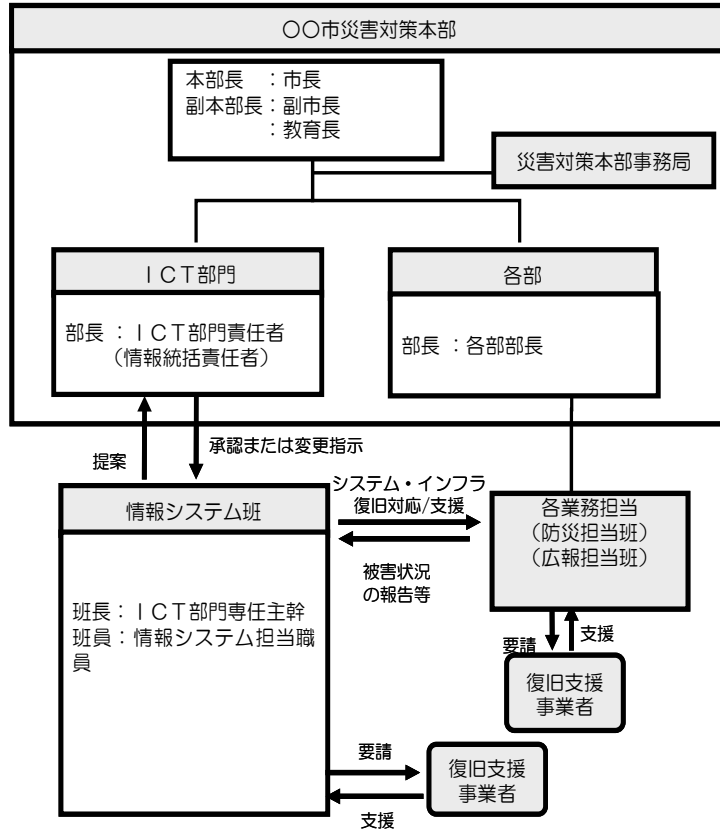 〇〇市災害対策本部
本部長　：市長
副本部長：副市長
：教育長
災害対策本部事務局
ＩＣＴ部門
部長 ：ＩＣＴ部門責任者
（情報統括責任者）
各部
部長 ：各部部長
提案
承認または変更指示
情報システム班
班長：ＩＣＴ部門専任主幹
班員：情報システム担当職
員
システム・インフラ
復旧対応/支援
被害状況
の報告等
各業務担当
（防災担当班）
（広報担当班）
要請
支援
復旧支援
事業者
要請
支援
復旧支援
事業者